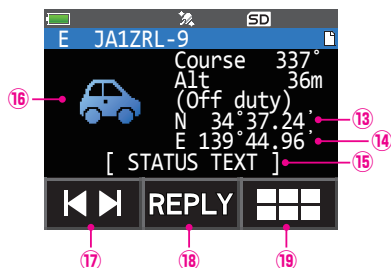 SD
E JA1ZRL-9
Course 337°
Alt 36m
(Off duty)
N 34°37.24' ⑬
E 139°44.96' ⑭
⑯
[ STATUS TEXT ] ⑮
REPLY
⑰ ⑱ ⑲